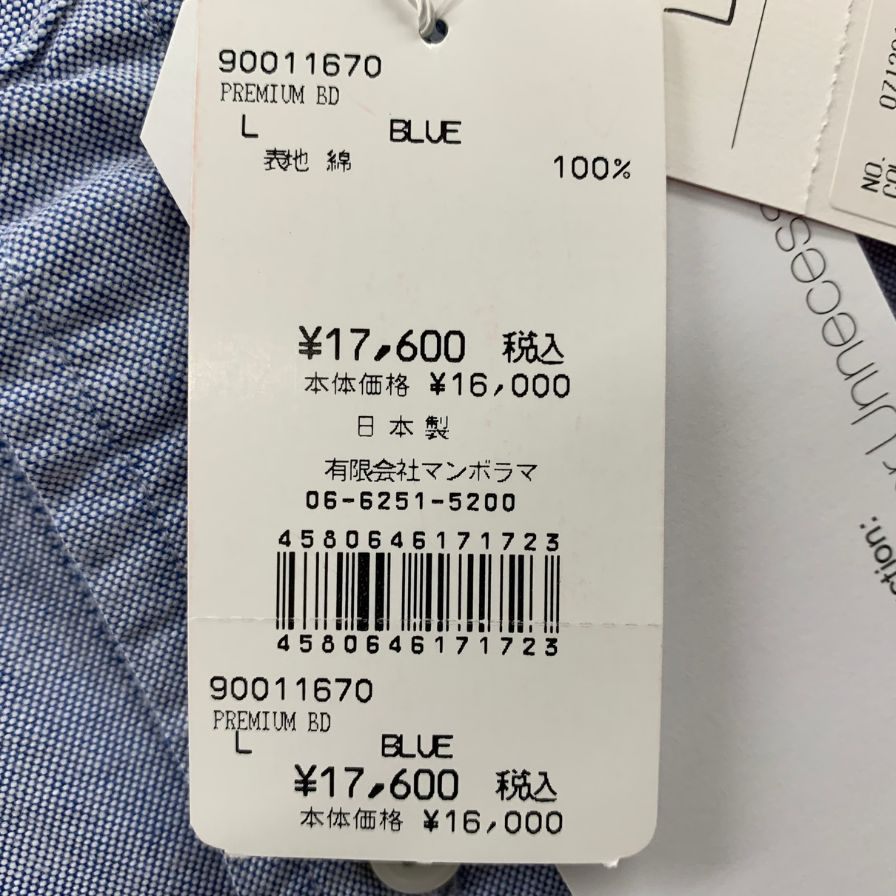 90011670
PREMIUM BD
L BLUE
表地 綿 100%
¥17,600 税込
本体価格 ¥16,000
日本製
有限会社マンボラマ
06-6251-5200
4580646171723
4580646171723
90011670
PREMIUM BD
L BLUE
¥17,600 税込
本体価格 ¥16,000
NO.